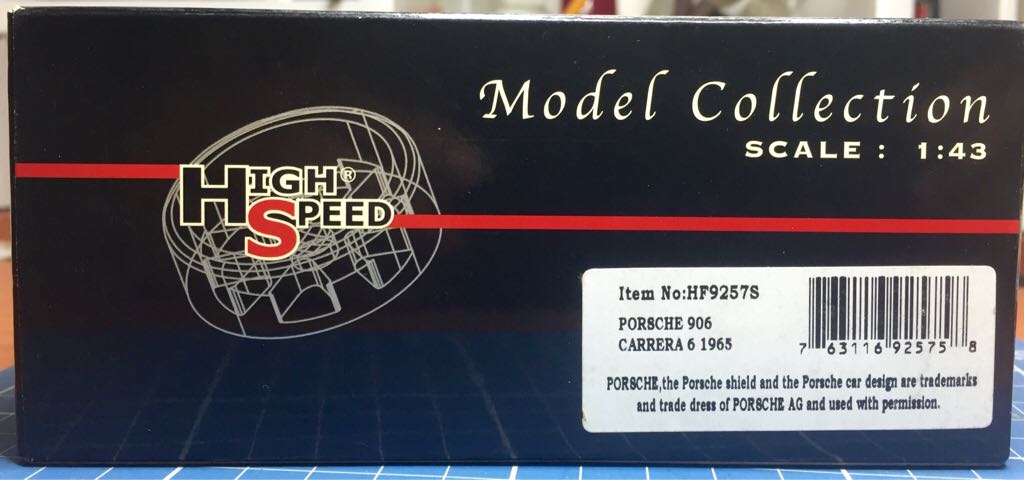 Model Collection
SCALE : 1:43
HIGH®
SPEED
Item No:HF9257S
PORSCHE 906
CARRERA 6 1965
7 63116 92575 8
PORSCHE,the Porsche shield and the Porsche car design are trademarks
and trade dress of PORSCHE AG and used with permission.